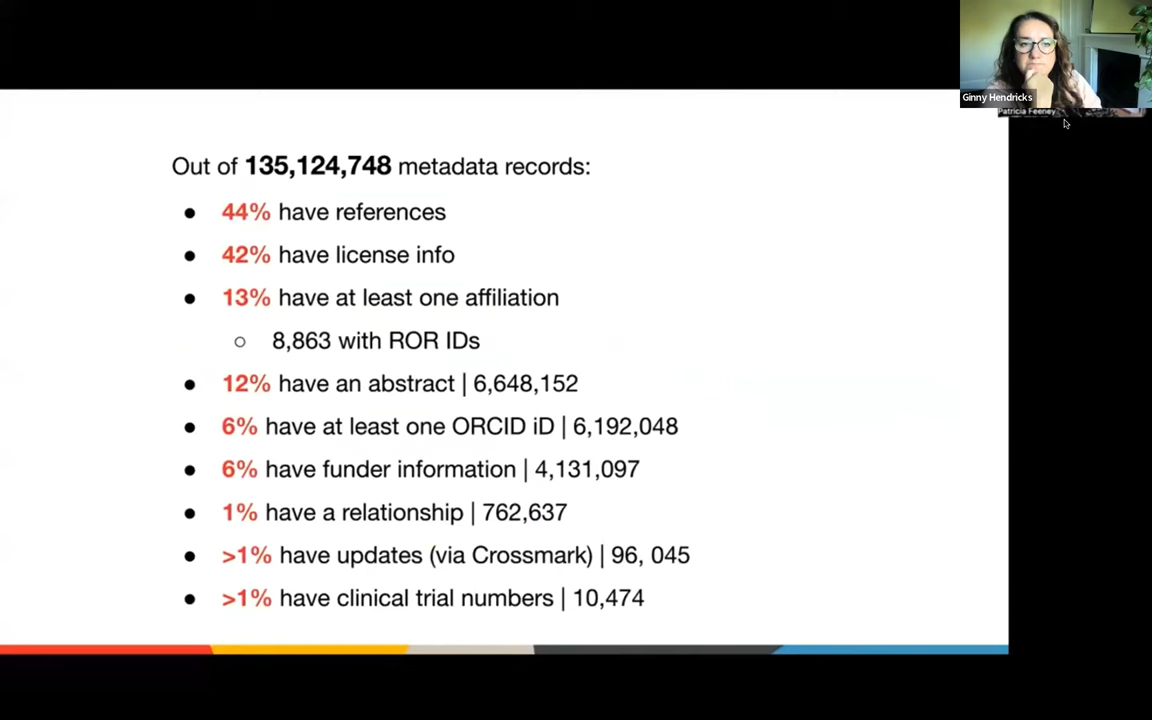 Ginny Hendricks
Patricia Feeney
Out of 135,124,748 metadata records:
● 44% have references
● 42% have license info
● 13% have at least one affiliation
○ 8,863 with ROR IDs
● 12% have an abstract | 6,648,152
● 6% have at least one ORCID iD | 6,192,048
● 6% have funder information | 4,131,097
● 1% have a relationship | 762,637
● >1% have updates (via Crossmark) | 96, 045
● >1% have clinical trial numbers | 10,474